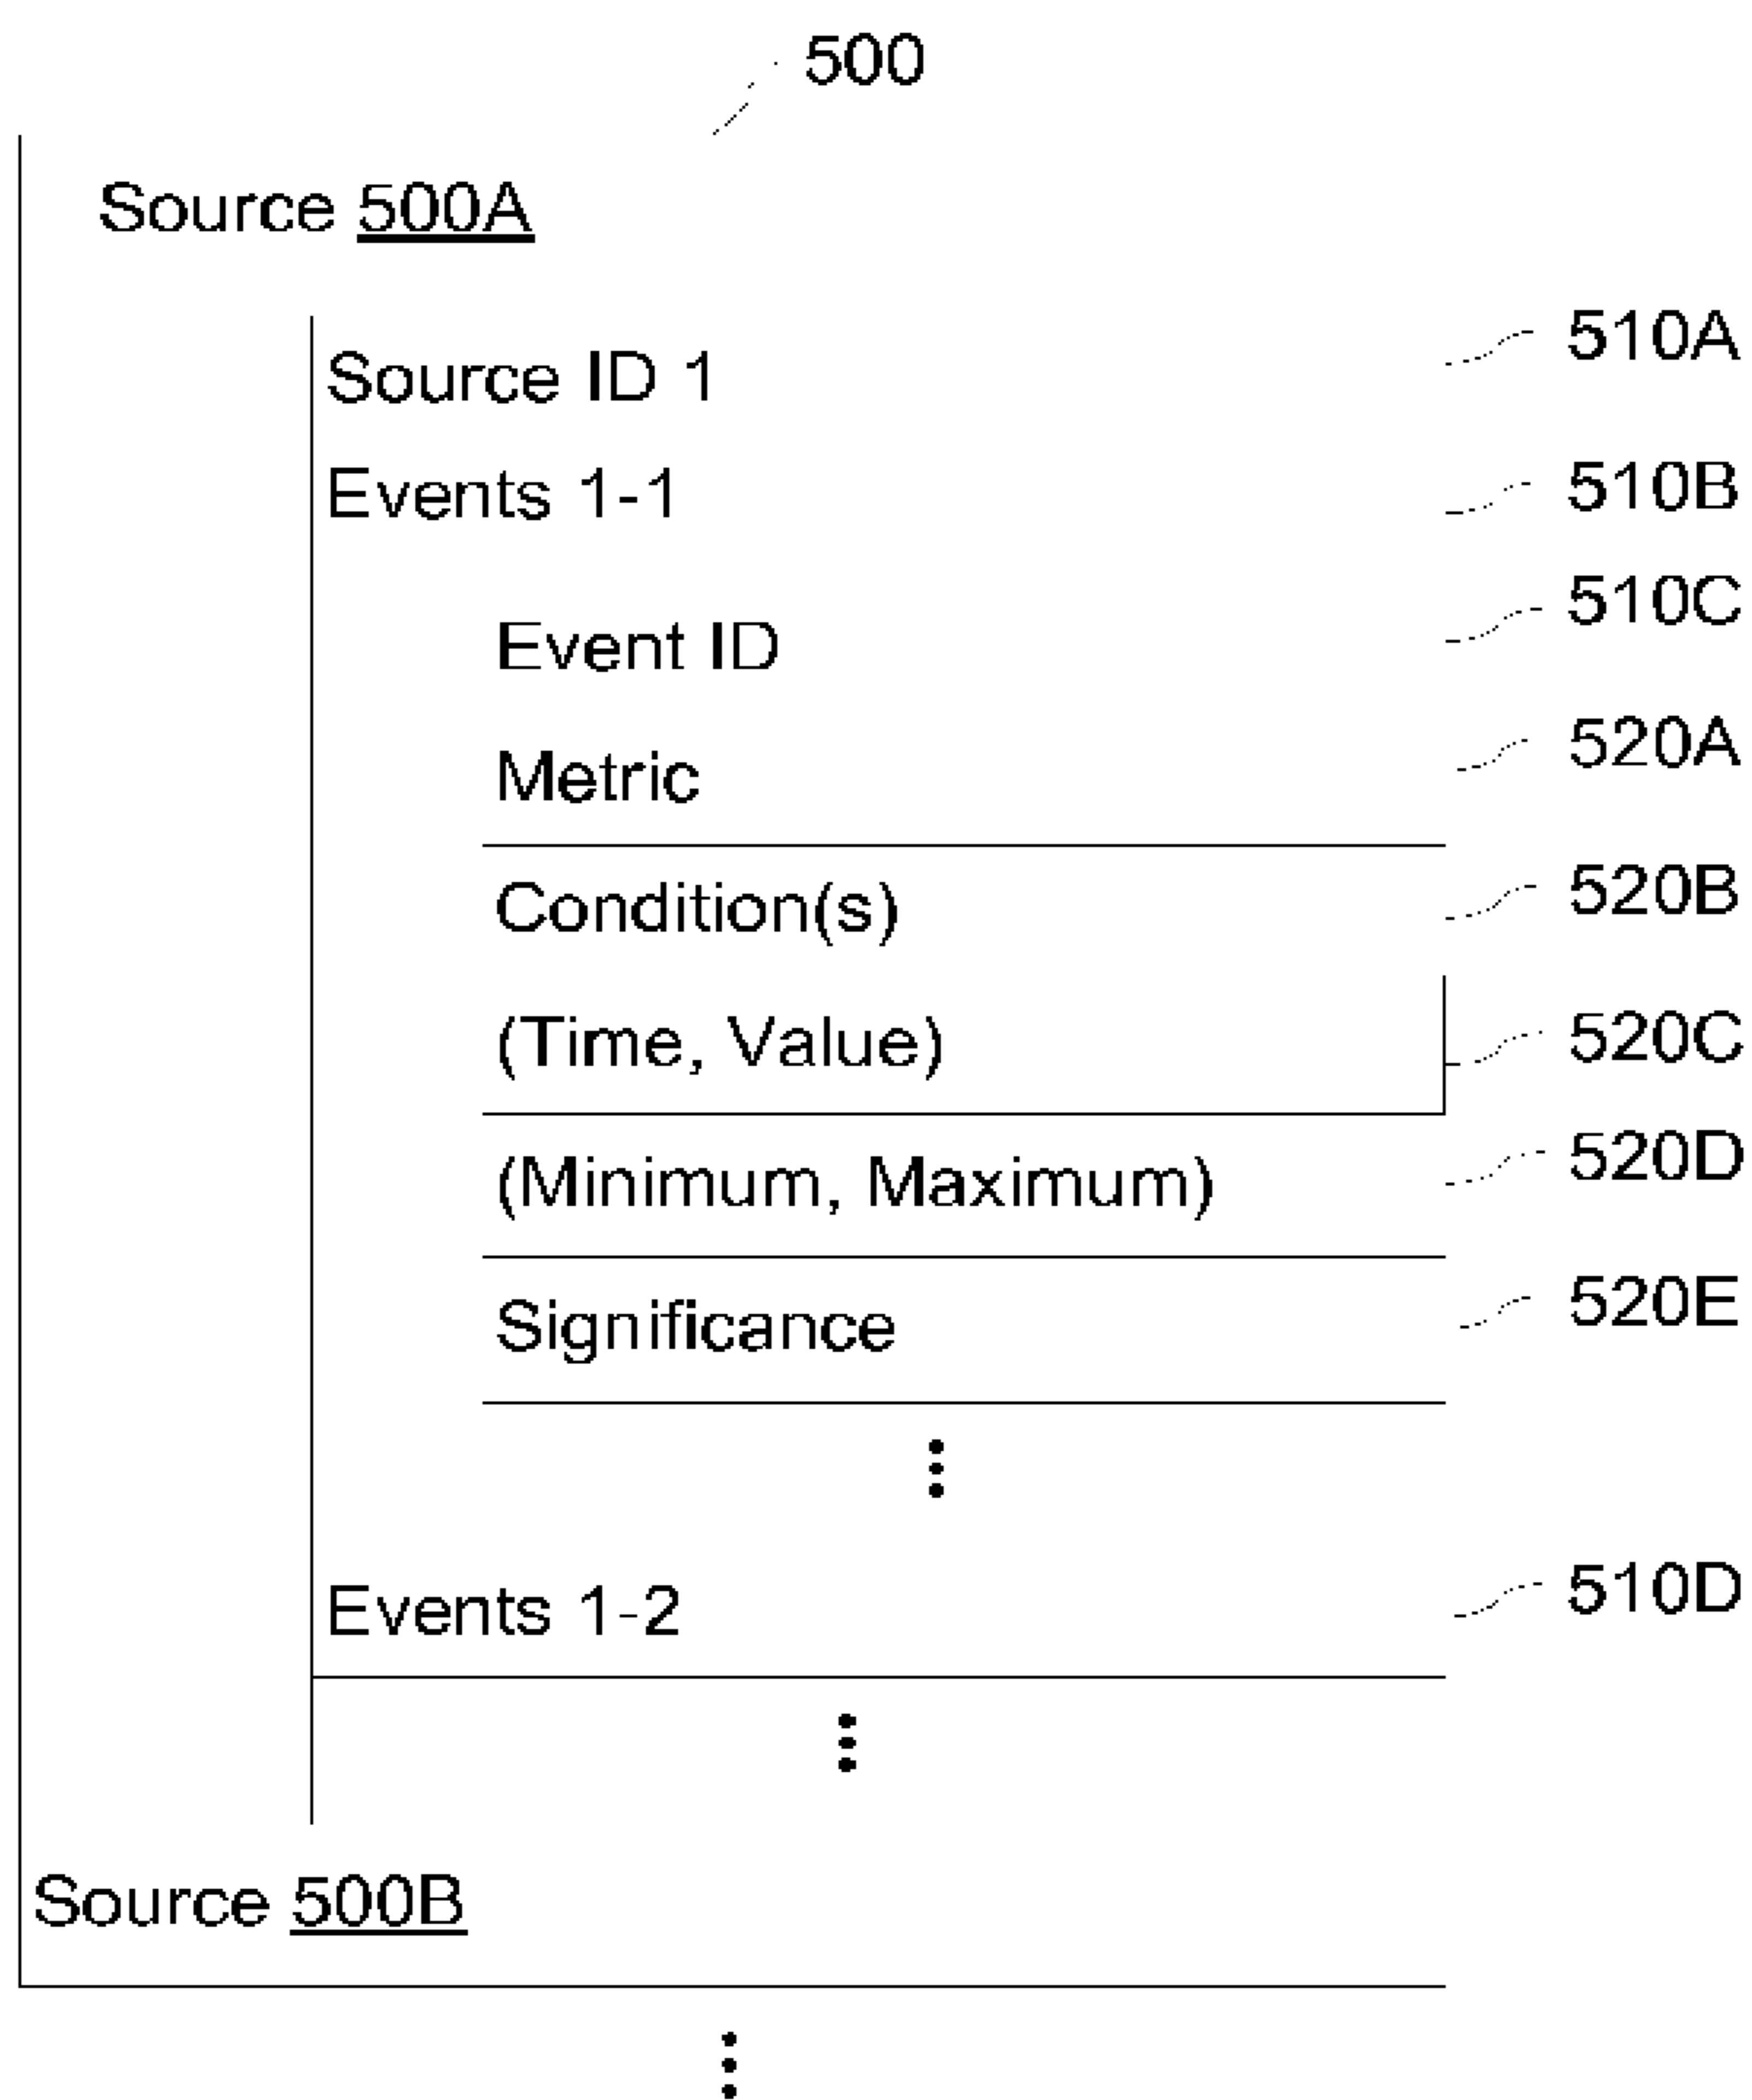 500
Source 500A
Source ID 1 510A
Events 1-1 510B
Event ID 510C
Metric 520A
Condition(s) 520B
(Time, Value) 520C
(Minimum, Maximum) 520D
Significance 520E
Events 1-2 510D
Source 500B